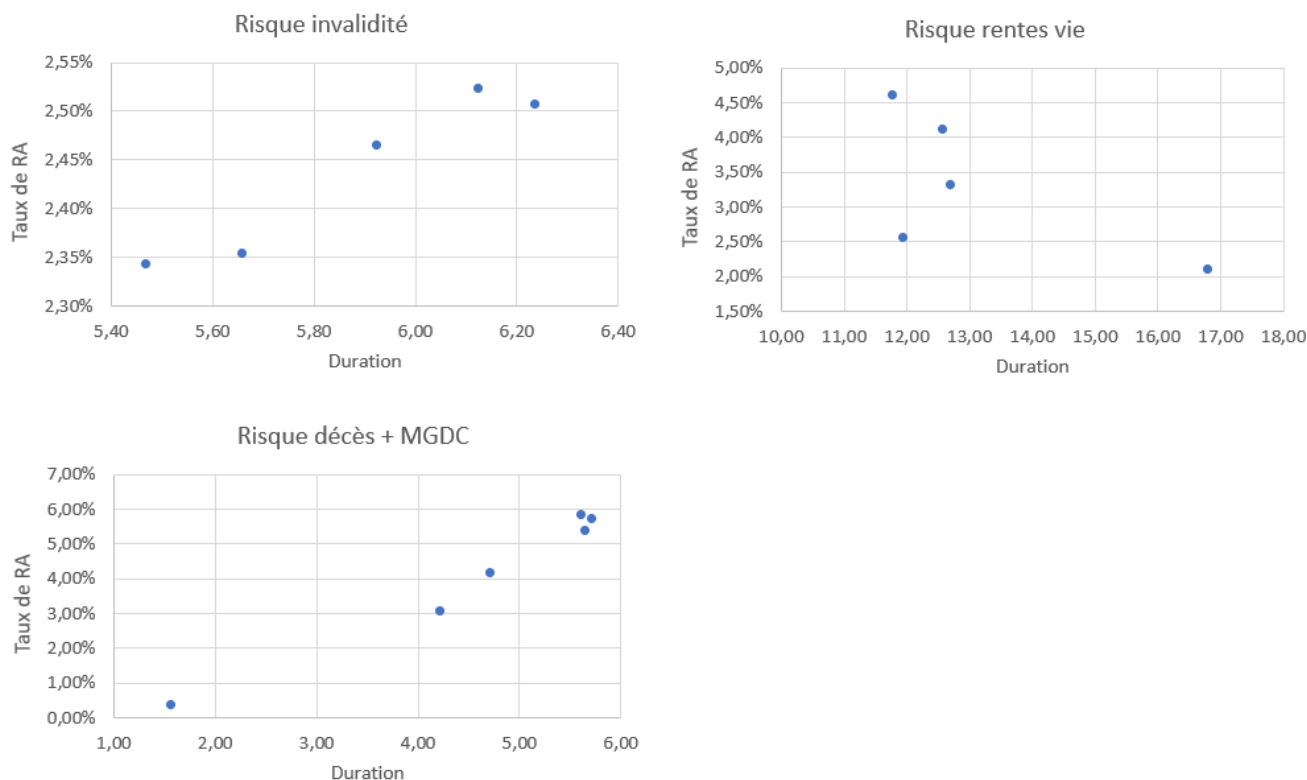 Risque invalidité
2,55%
2,50%
2,45%
2,40%
2,35%
2,30%
Taux de RA
5,40 5,60 5,80 6,00 6,20 6,40
Duration
Risque rentes vie
5,00%
4,50%
4,00%
3,50%
3,00%
2,50%
2,00%
1,50%
Taux de RA
10,00 11,00 12,00 13,00 14,00 15,00 16,00 17,00 18,00
Duration
Risque décès + MGDC
7,00%
6,00%
5,00%
4,00%
3,00%
2,00%
1,00%
0,00%
Taux de RA
1,00 2,00 3,00 4,00 5,00 6,00
Duration